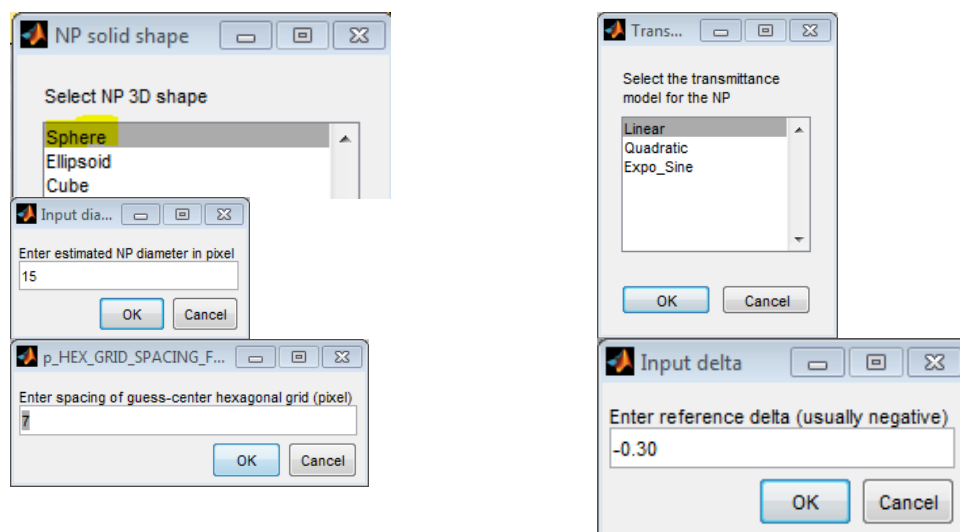 NP solid shape
Select NP 3D shape
Sphere
Ellipsoid
Cube
Input dia...
Enter estimated NP diameter in pixel
15
OK Cancel
p_HEX_GRID_SPACING_F...
Enter spacing of guess-center hexagonal grid (pixel)
7
OK Cancel
Trans...
Select the transmittance
model for the NP
Linear
Quadratic
Expo_Sine
OK Cancel
Input delta
Enter reference delta (usually negative)
-0.30
OK Cancel